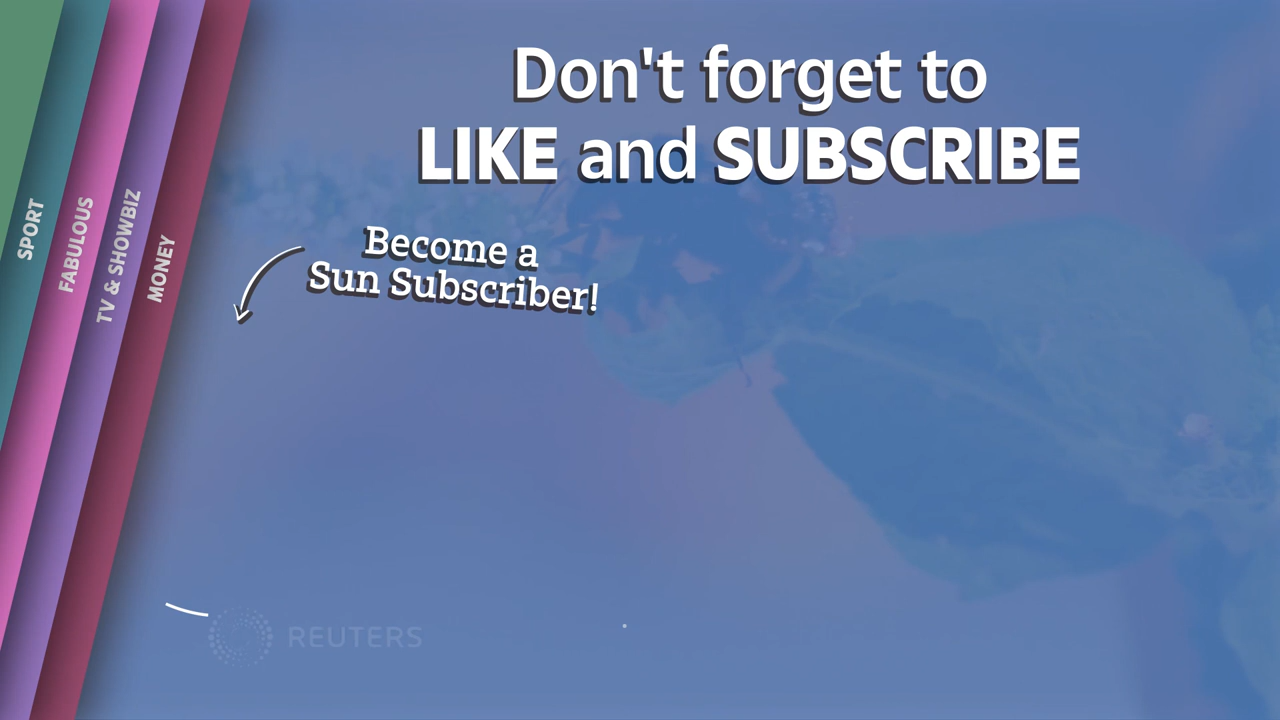 Don't forget to
LIKE and SUBSCRIBE
Become a
Sun Subscriber!
SPORT
FABULOUS
TV & SHOWBIZ
MONEY
REUTERS